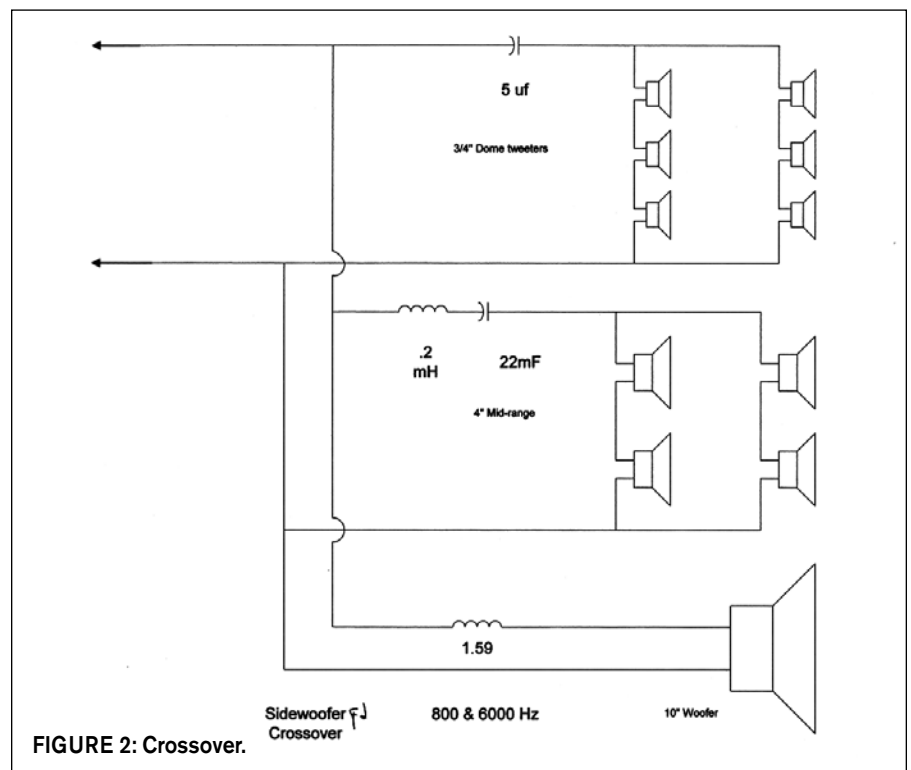 5 uf
3/4" Dome tweeters
.2
mH
22mF
4" Mid-range
1.59
Sidewoofer
Crossover
800 & 6000 Hz
10" Woofer
FIGURE 2: Crossover.